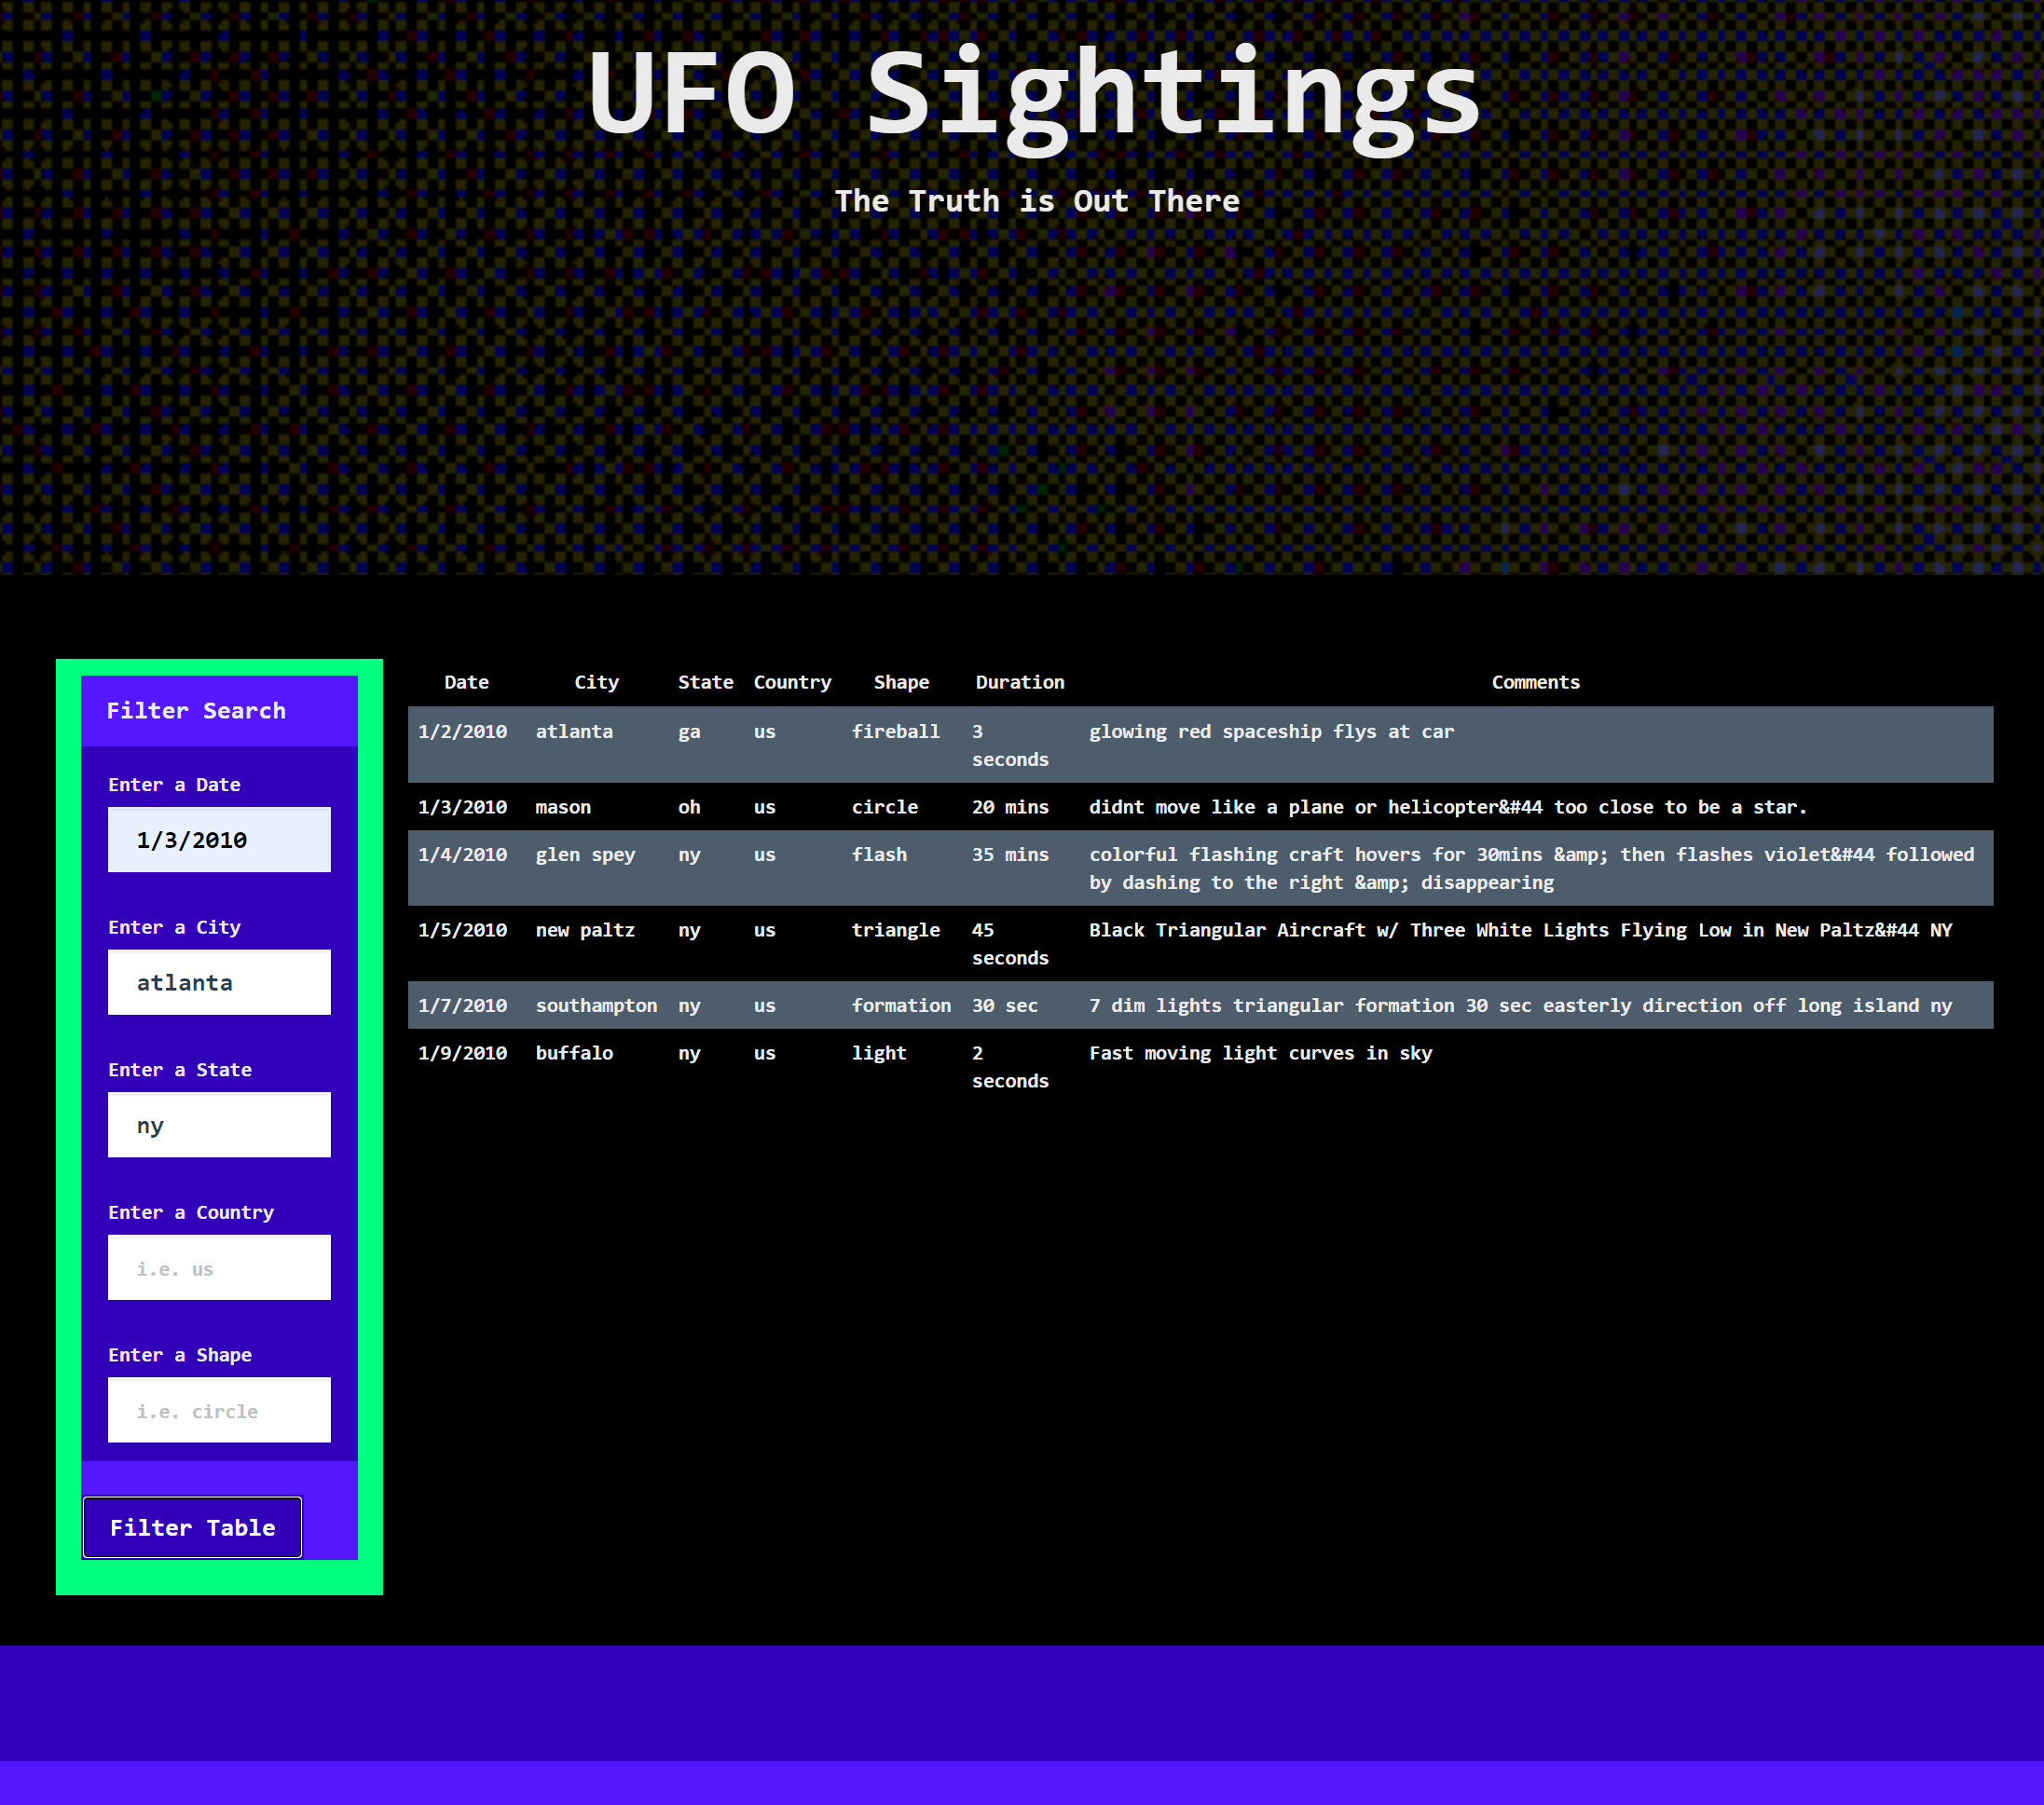 UFO Sightings
The Truth is Out There
Filter Search
Enter a Date
1/3/2010
Enter a City
atlanta
Enter a State
ny
Enter a Country
i.e. us
Enter a Shape
i.e. circle
Filter Table
Date City State Country Shape Duration Comments
1/2/2010 atlanta ga us fireball 3 glowing red spaceship flys at car
seconds
1/3/2010 mason oh us circle 20 mins didnt move like a plane or helicopter&#44 too close to be a star.
1/4/2010 glen spey ny us flash 35 mins colorful flashing craft hovers for 30mins &amp; then flashes violet&#44 followed
by dashing to the right &amp; disappearing
1/5/2010 new paltz ny us triangle 45 Black Triangular Aircraft w/ Three White Lights Flying Low in New Paltz&#44 NY
seconds
1/7/2010 southampton ny us formation 30 sec 7 dim lights triangular formation 30 sec easterly direction off long island ny
1/9/2010 buffalo ny us light 2 Fast moving light curves in sky
seconds